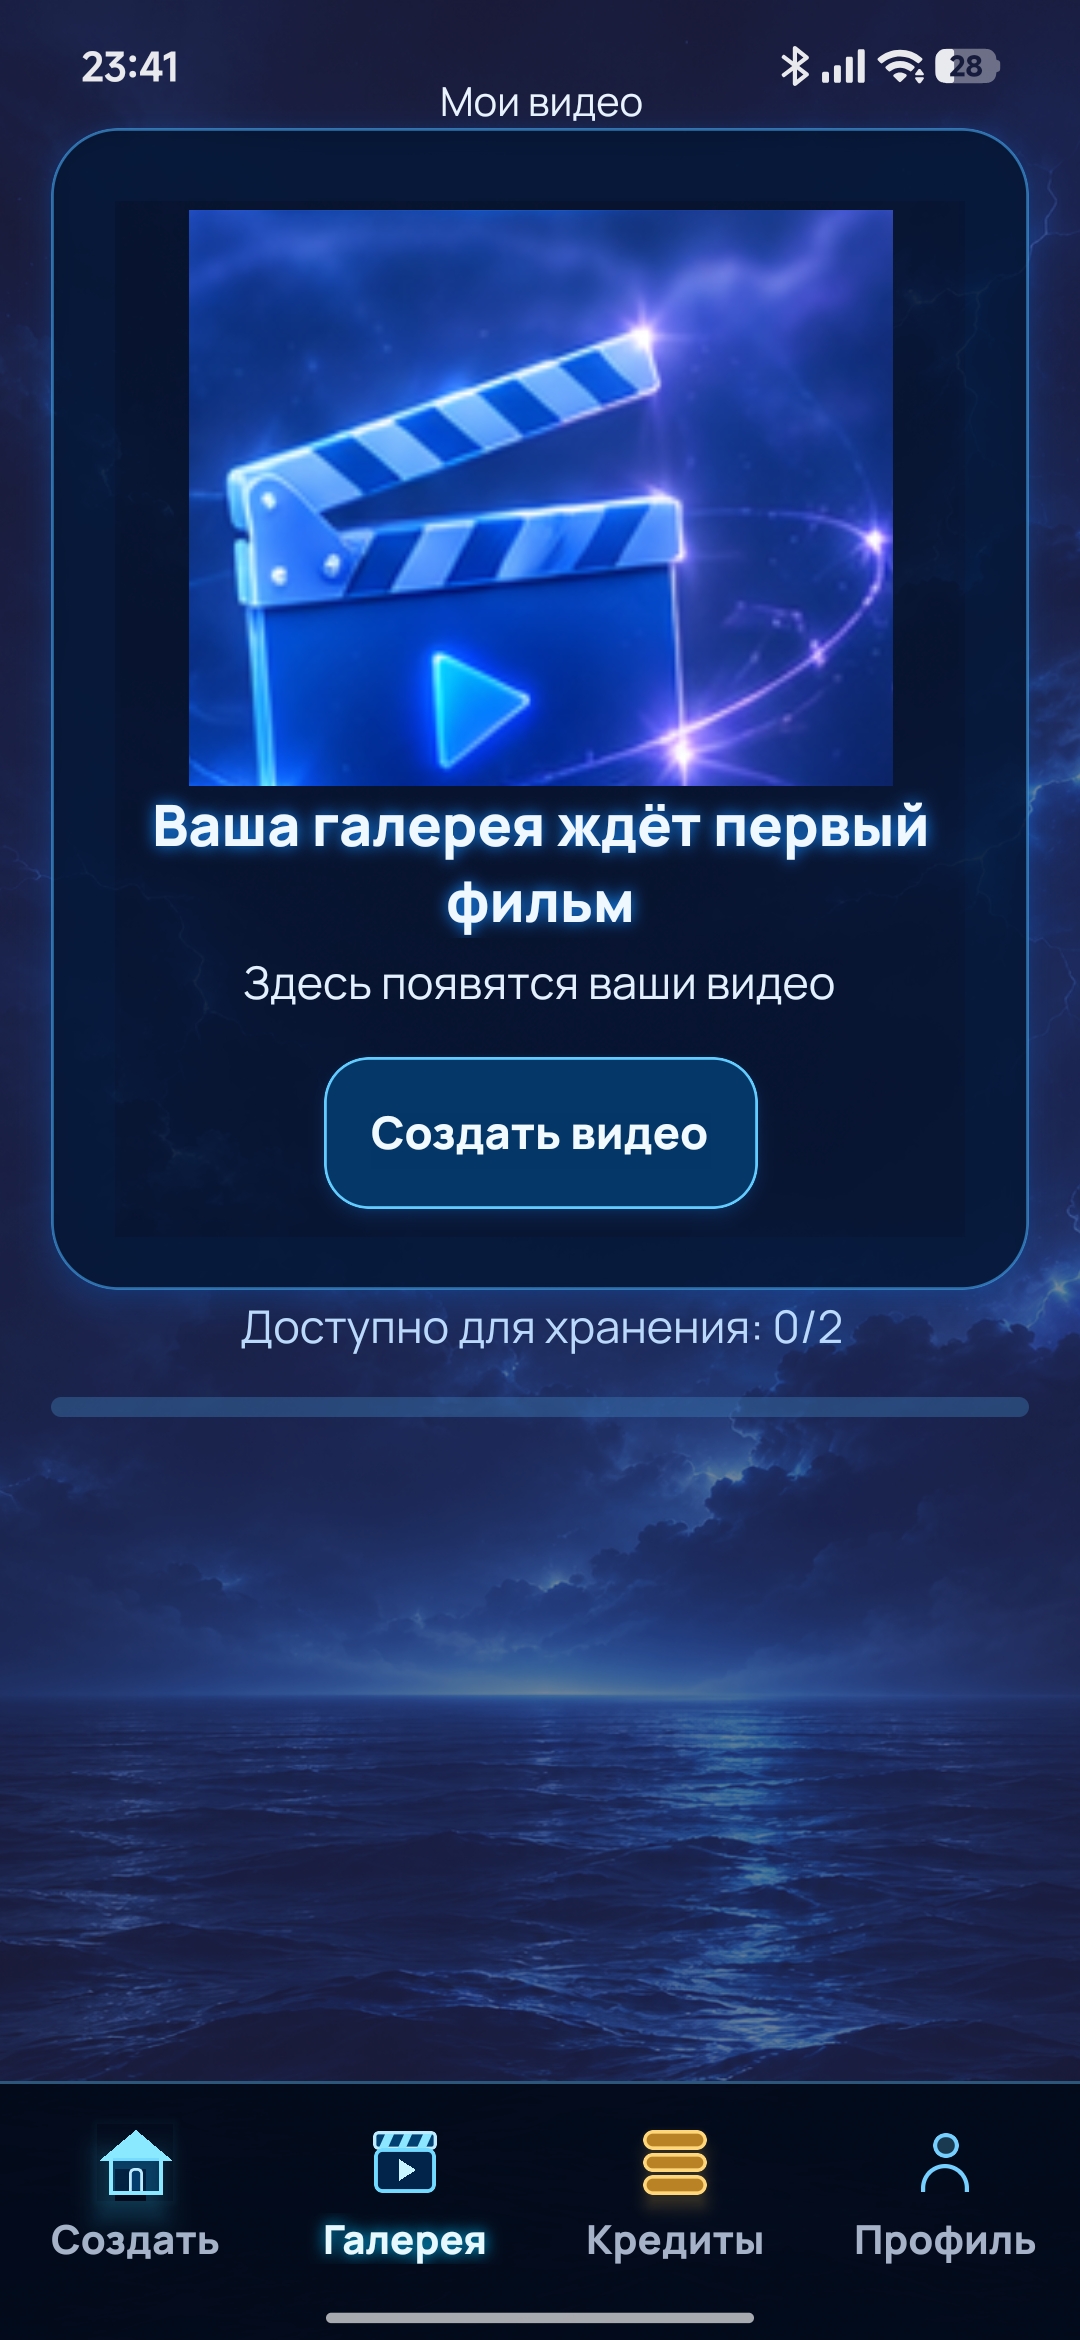 23:41
28
Мои видео
Ваша галерея ждёт первый
фильм
Здесь появятся ваши видео
Создать видео
Доступно для хранения: 0/2
Создать
Галерея
Кредиты
Профиль